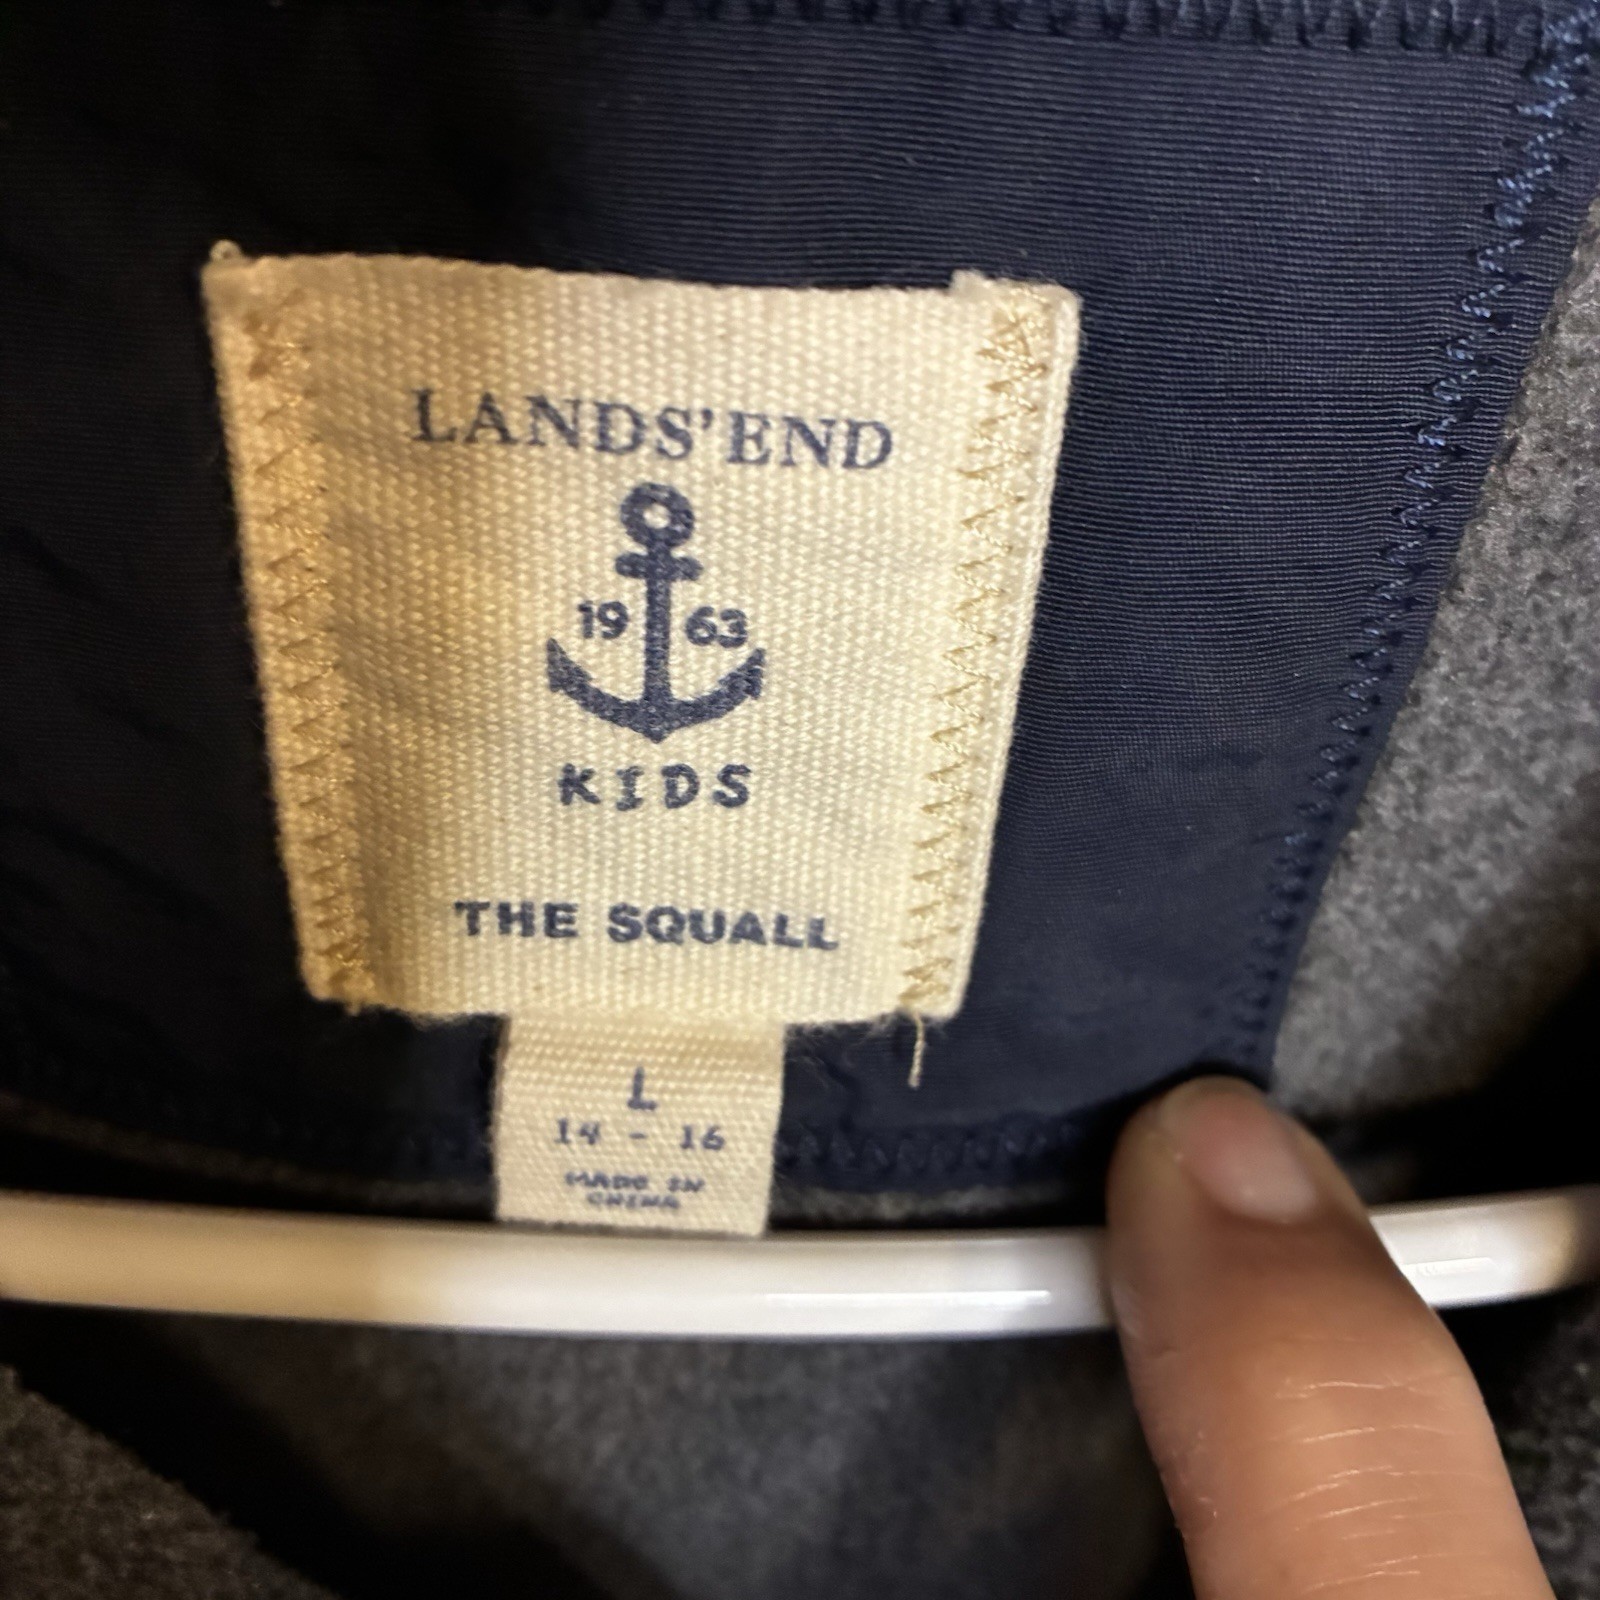 LANDS'END
19 63
KIDS
THE SQUALL
L
14 - 16
MADE IN
CHINA